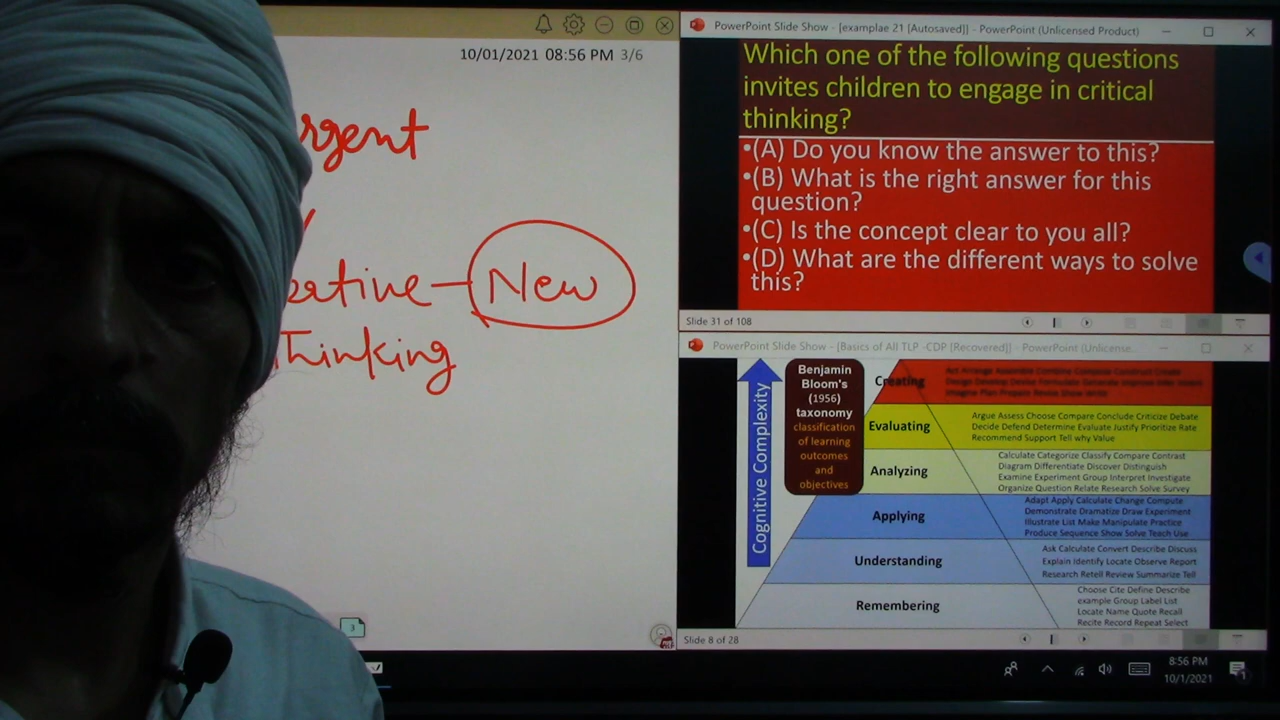 10/01/2021 08:56 PM 3/6
New
Thinking
3
PowerPoint Slide Show - [examplae 21 [Autosaved]] - PowerPoint (Unlicensed Product)
Which one of the following questions
invites children to engage in critical
thinking?
•(A) Do you know the answer to this?
•(B) What is the right answer for this
question?
•(C) Is the concept clear to you all?
•(D) What are the different ways to solve
this?
Slide 31 of 108
PowerPoint Slide Show - [Basics of All TLP -CDP [Recovered]] - PowerPoint (Unlicense...
Cognitive Complexity
Benjamin
Bloom's
(1956)
taxonomy
classification
of learning
outcomes
and
objectives
Creating
Evaluating
Argue Assess Choose Compare Conclude Criticize Debate
Decide Defend Determine Evaluate Justify Prioritize Rate
Recommend Support Tell why Value
Analyzing
Calculate Categorize Classify Compare Contrast
Diagram Differentiate Discover Distinguish
Examine Experiment Group Interpret Investigate
Organize Question Relate Research Solve Survey
Applying
Adapt Apply Calculate Change Compute
Demonstrate Dramatize Draw Experiment
Illustrate List Make Manipulate Practice
Produce Sequence Show Solve Teach Use
Understanding
Ask Calculate Convert Describe Discuss
Explain Identify Locate Observe Report
Research Retell Review Summarize Tell
Remembering
Choose Cite Define Describe
example Group Label List
Locate Name Quote Recall
Recite Record Repeat Select
Slide 8 of 28
8:56 PM
10/1/2021